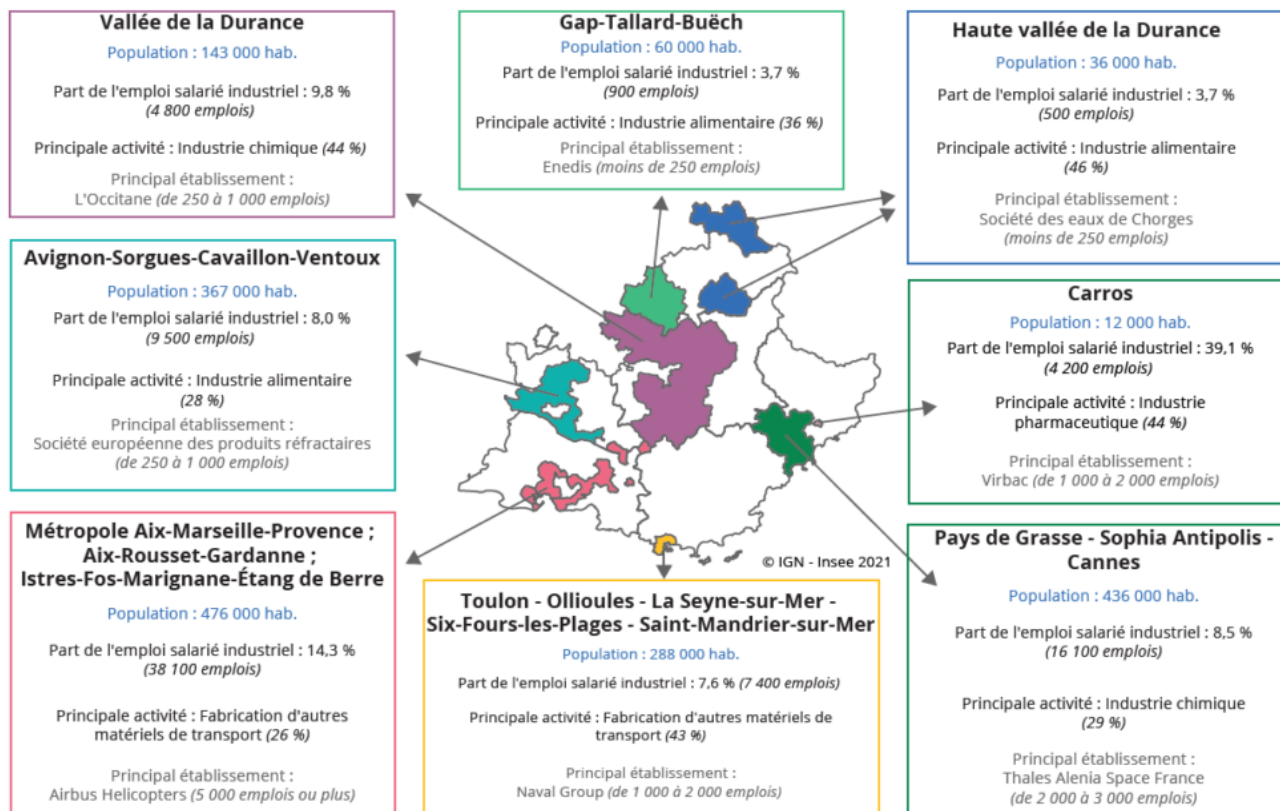 Vallée de la Durance
Population : 143 000 hab.
Part de l'emploi salarié industriel : 9,8 %
(4 800 emplois)
Principale activité : Industrie chimique (44 %)
Principal établissement :
L'Occitane (de 250 à 1 000 emplois)
Gap-Tallard-Buëch
Population : 60 000 hab.
Part de l'emploi salarié industriel : 3,7 %
(900 emplois)
Principale activité : Industrie alimentaire (36 %)
Principal établissement :
Enedis (moins de 250 emplois)
Haute vallée de la Durance
Population : 36 000 hab.
Part de l'emploi salarié industriel : 3,7 %
(500 emplois)
Principale activité : Industrie alimentaire
(46 %)
Principal établissement :
Société des eaux de Chorges
(moins de 250 emplois)
Avignon-Sorgues-Cavaillon-Ventoux
Population : 367 000 hab.
Part de l'emploi salarié industriel : 8,0 %
(9 500 emplois)
Principale activité : Industrie alimentaire
(28 %)
Principal établissement :
Société européenne des produits réfractaires
(de 250 à 1 000 emplois)
Carros
Population : 12 000 hab.
Part de l'emploi salarié industriel : 39,1 %
(4 200 emplois)
Principale activité : Industrie
pharmaceutique (44 %)
Principal établissement :
Virbac (de 1 000 à 2 000 emplois)
Métropole Aix-Marseille-Provence ;
Aix-Rousset-Gardanne ;
Istres-Fos-Marignane-Étang de Berre
Population : 476 000 hab.
Part de l'emploi salarié industriel : 14,3 %
(38 100 emplois)
Principale activité : Fabrication d'autres
matériels de transport (26 %)
Principal établissement :
Airbus Helicopters (5 000 emplois ou plus)
© IGN - Insee 2021
Toulon - Ollioules - La Seyne-sur-Mer -
Six-Fours-les-Plages - Saint-Mandrier-sur-Mer
Population : 288 000 hab.
Part de l'emploi salarié industriel : 7,6 % (7 400 emplois)
Principale activité : Fabrication d'autres matériels de
transport (43 %)
Principal établissement :
Naval Group (de 1 000 à 2 000 emplois)
Pays de Grasse - Sophia Antipolis -
Cannes
Population : 436 000 hab.
Part de l'emploi salarié industriel : 8,5 %
(16 100 emplois)
Principale activité : Industrie chimique
(29 %)
Principal établissement :
Thales Alenia Space France
(de 2 000 à 3 000 emplois)